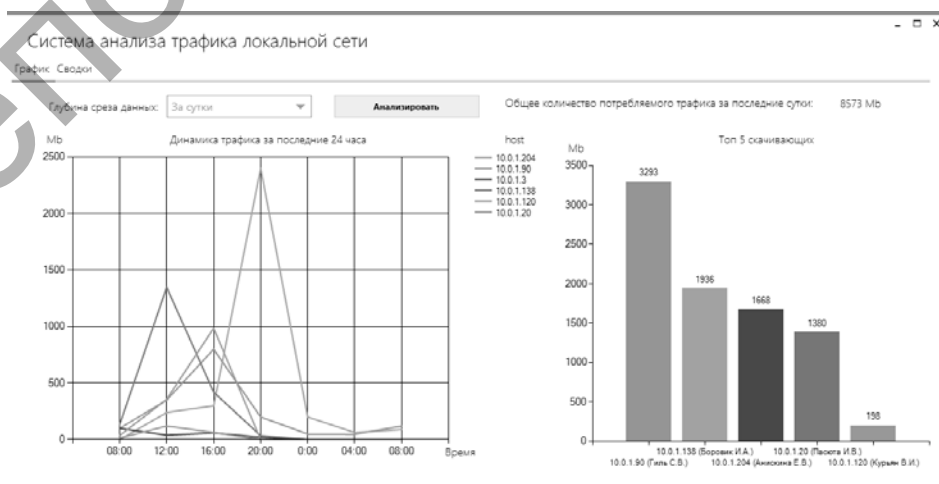 Система анализа трафика локальной сети
График Сводки
Глубина среза данных: За сутки Анализировать Общее количество потребляемого трафика за последние сутки: 8573 Mb
Mb Динамика трафика за последние 24 часа
2500
2000
1500
1000
500
0
08:00 12:00 16:00 20:00 0:00 04:00 08:00 Время
host
10.0.1.204
10.0.1.90
10.0.1.3
10.0.1.138
10.0.1.120
10.0.1.20
Mb Топ 5 скачивающих
3500
3000
2500
2000
1500
1000
500
0
3293
1936
1668
1380
198
10.0.1.138 (Боровик И.А.) 10.0.1.20 (Пасюта И.В.)
10.0.1.90 (Гиль С.В.) 10.0.1.204 (Анискина Е.В.) 10.0.1.120 (Курьян В.И.)